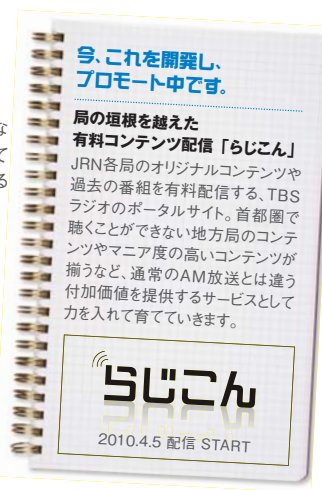 今、これを開発し、
プロモート中です。
局の垣根を越えた
有料コンテンツ配信「らじこん」
JRN各局のオリジナルコンテンツや
過去の番組を有料配信する、TBS
ラジオのポータルサイト。首都圏で
聴くことができない地方局のコンテ
ンツやマニア度の高いコンテンツが
揃うなど、通常のAM放送とは違う
付加価値を提供するサービスとして
力を入れて育てていきます。
らじこん
2010.4.5 配信 START
な
て
る